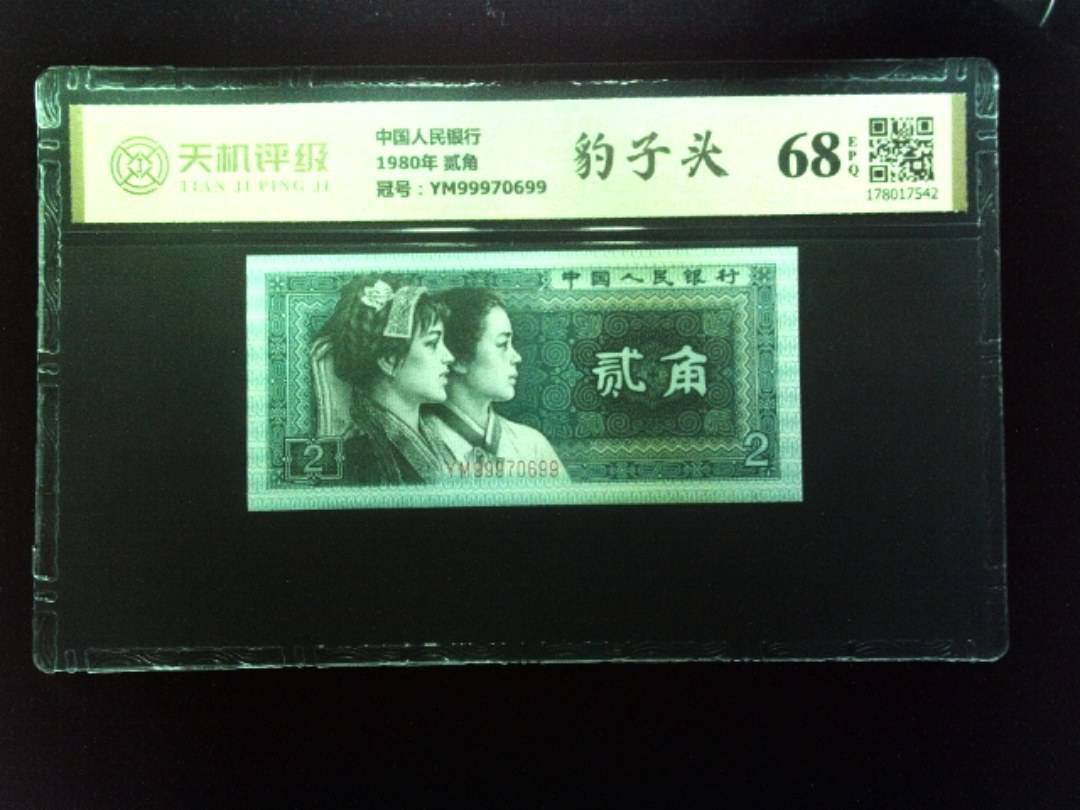 天机评级
TIAN JI PING JI
中国人民银行
1980年 贰角
冠号：YM99970699
豹子头
68
EPQ
178017542
中国人民银行
贰角
2
2
YM99970699